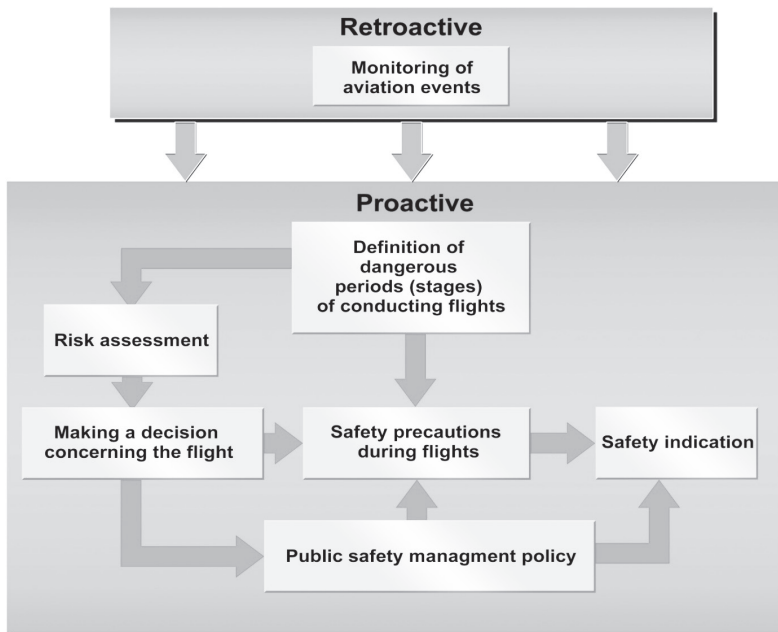 Retroactive
Monitoring of
aviation events
Proactive
Definition of
dangerous
periods (stages)
of conducting flights
Risk assessment
Making a decision
concerning the flight
Safety precautions
during flights
Safety indication
Public safety managment policy